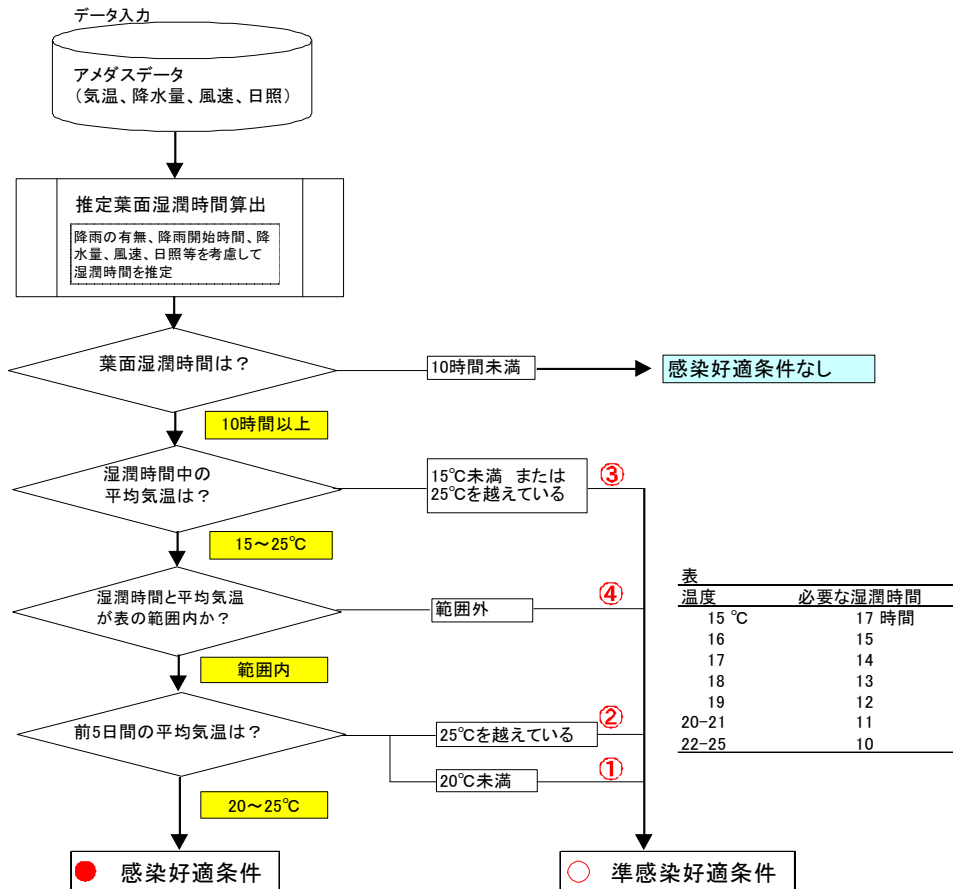 データ入力
アメダスデータ
(気温、降水量、風速、日照)
推定葉面湿潤時間算出
降雨の有無、降雨開始時間、降
水量、風速、日照等を考慮して
湿潤時間を推定
葉面湿潤時間は?
10時間未満
感染好適条件なし
10時間以上
湿潤時間中の
平均気温は?
15℃未満 または
25℃を越えている
③
15～25℃
湿潤時間と平均気温
が表の範囲内か?
範囲外
④
範囲内
前5日間の平均気温は?
25℃を越えている
②
20℃未満
①
20～25℃
感染好適条件
準感染好適条件
表
温度 必要な湿潤時間
15 ℃ 17 時間
16 15
17 14
18 13
19 12
20-21 11
22-25 10